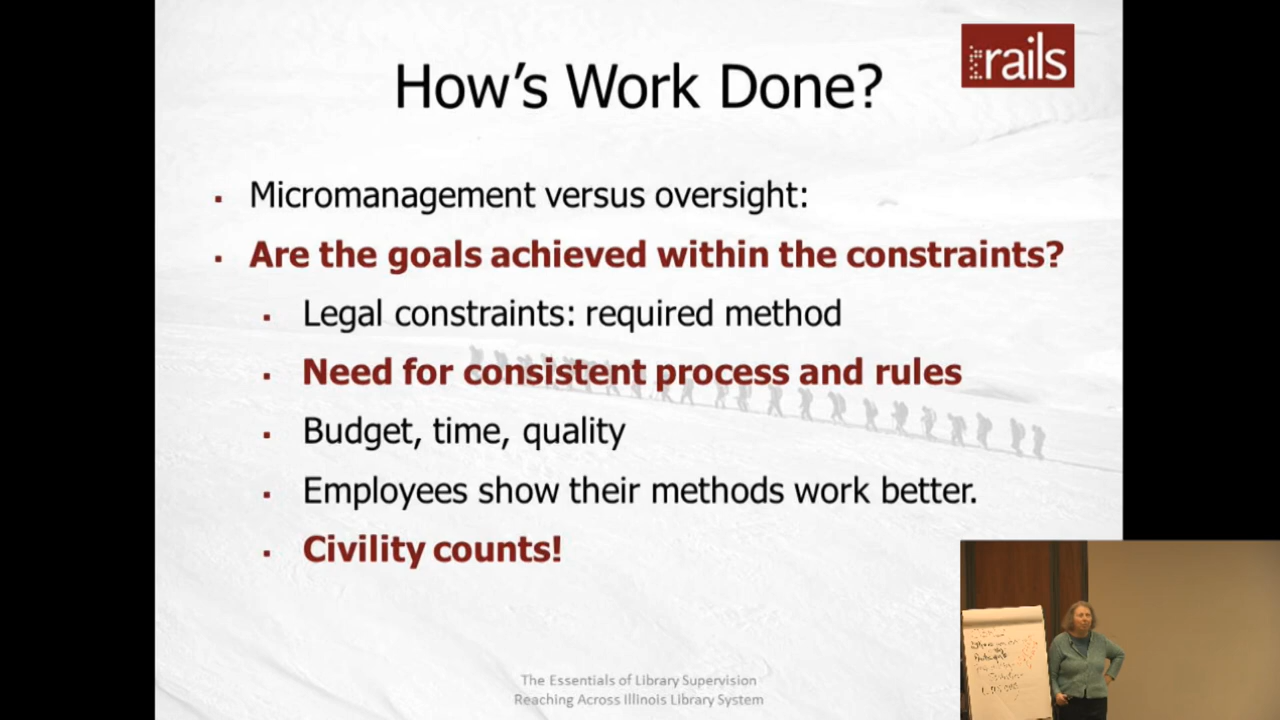 rails
How's Work Done?
Micromanagement versus oversight:
Are the goals achieved within the constraints?
Legal constraints: required method
Need for consistent process and rules
Budget, time, quality
Employees show their methods work better.
Civility counts!
The Essentials of Library Supervision
Reaching Across Illinois Library System